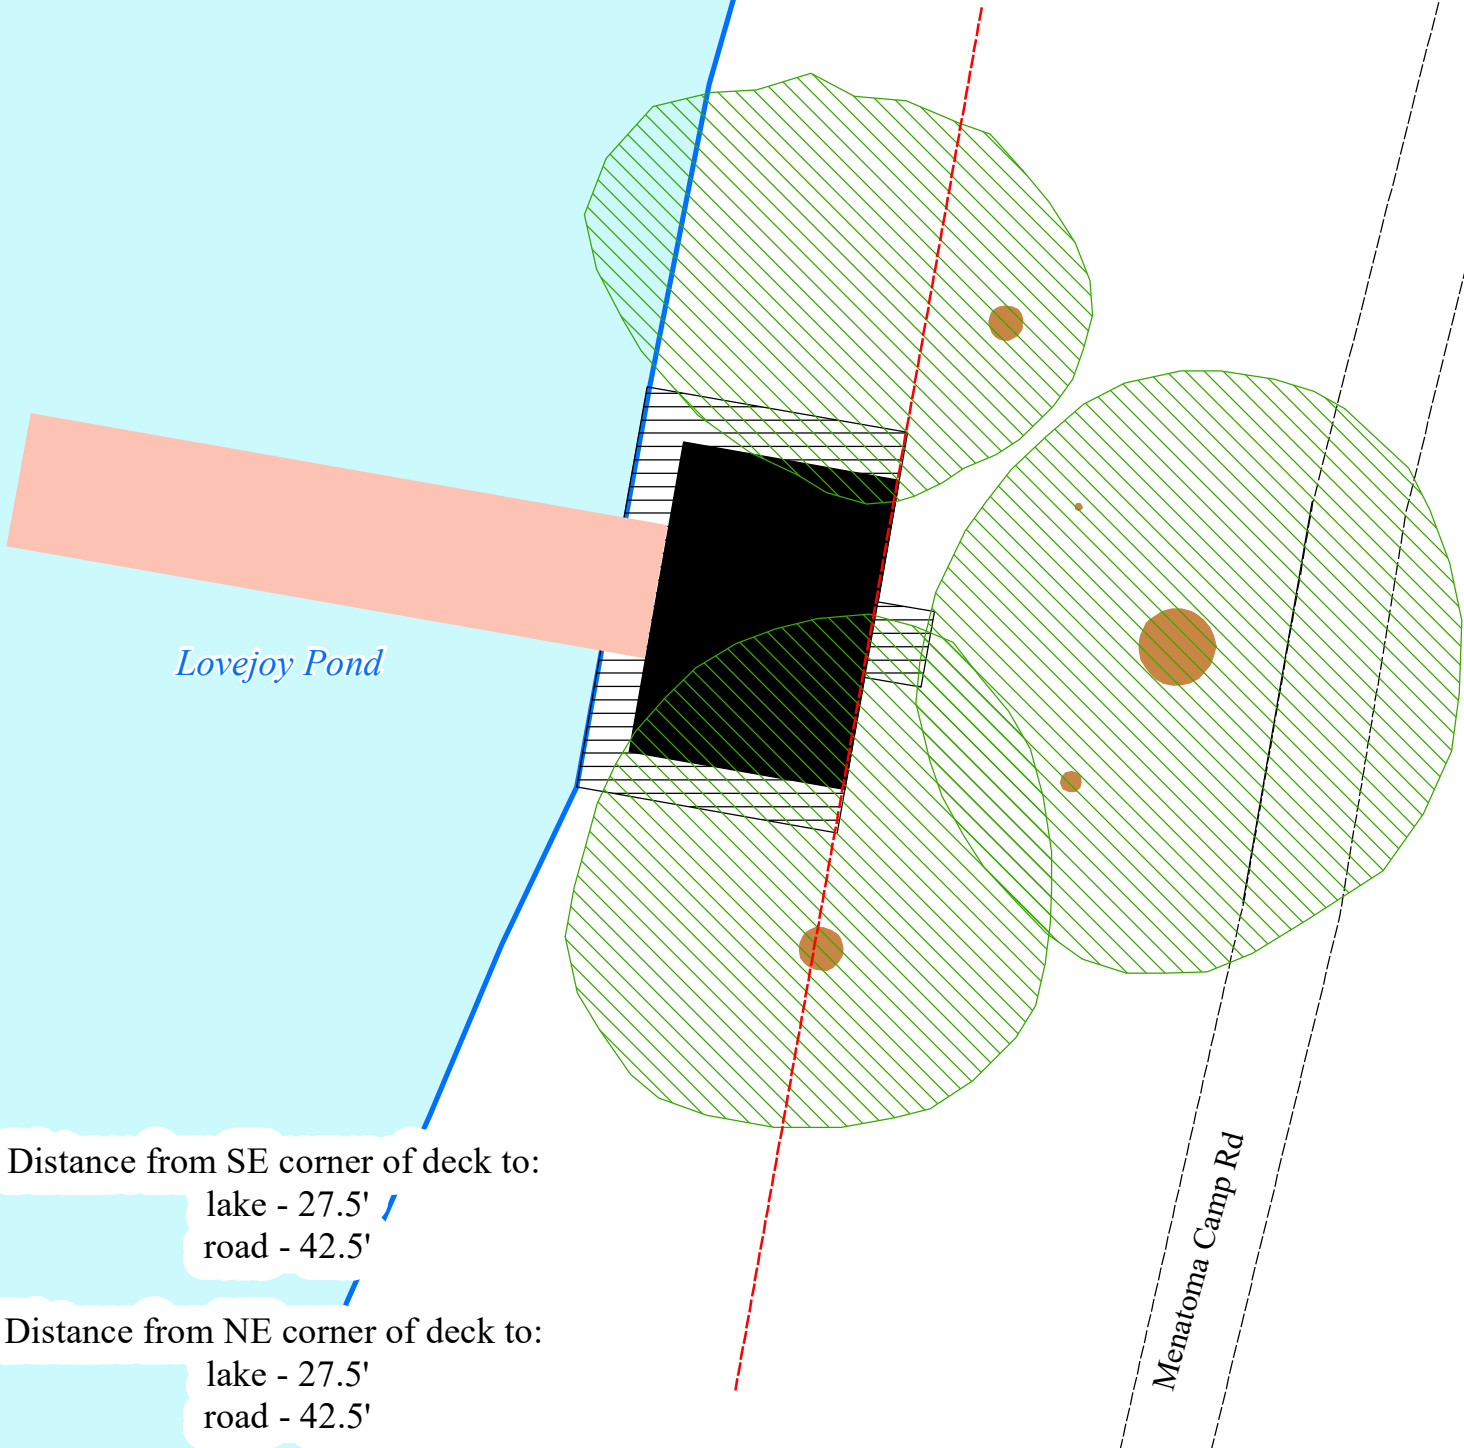 Lovejoy Pond
Distance from SE corner of deck to:
lake - 27.5'
road - 42.5'
Menatoma Camp Rd
Distance from NE corner of deck to:
lake - 27.5'
road - 42.5'